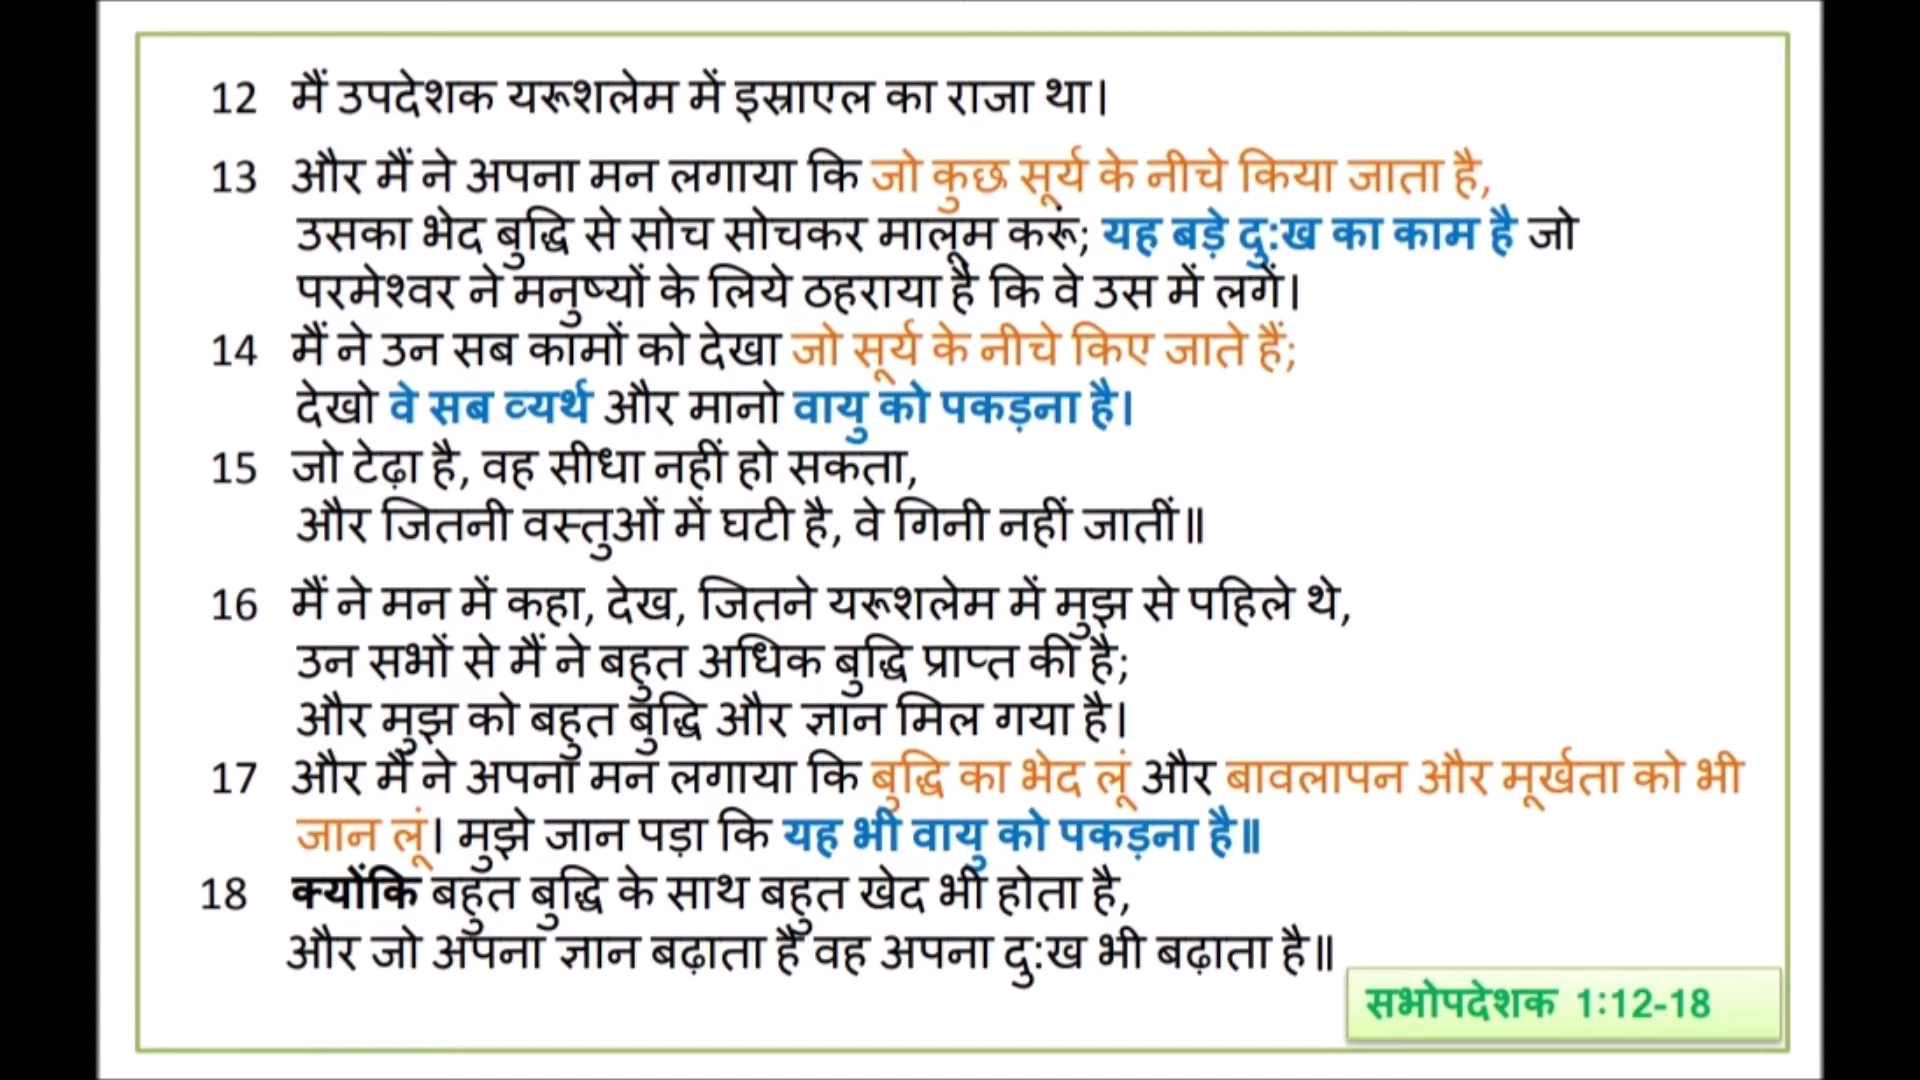 12 मैं उपदेशक यरूशलेम में इस्राएल का राजा था।
13 और मैं ने अपना मन लगाया कि जो कुछ सूर्य के नीचे किया जाता है,
उसका भेद बुद्धि से सोच सोचकर मालूम करूं; यह बड़े दु:ख का काम है जो
परमेश्वर ने मनुष्यों के लिये ठहराया है कि वे उस में लगें।
14 मैं ने उन सब कामों को देखा जो सूर्य के नीचे किए जाते हैं;
देखो वे सब व्यर्थ और मानो वायु को पकड़ना है।
15 जो टेढ़ा है, वह सीधा नहीं हो सकता,
और जितनी वस्तुओं में घटी है, वे गिनी नहीं जातीं॥
16 मैं ने मन में कहा, देख, जितने यरूशलेम में मुझ से पहिले थे,
उन सभों से मैं ने बहुत अधिक बुद्धि प्राप्त की है;
और मुझ को बहुत बुद्धि और ज्ञान मिल गया है।
17 और मैं ने अपना मन लगाया कि बुद्धि का भेद लूं और बावलापन और मूर्खता को भी
जान लूं। मुझे जान पड़ा कि यह भी वायु को पकड़ना है॥
18 क्योंकि बहुत बुद्धि के साथ बहुत खेद भी होता है,
और जो अपना ज्ञान बढ़ाता है वह अपना दु:ख भी बढ़ाता है॥
सभोपदेशक 1:12-18